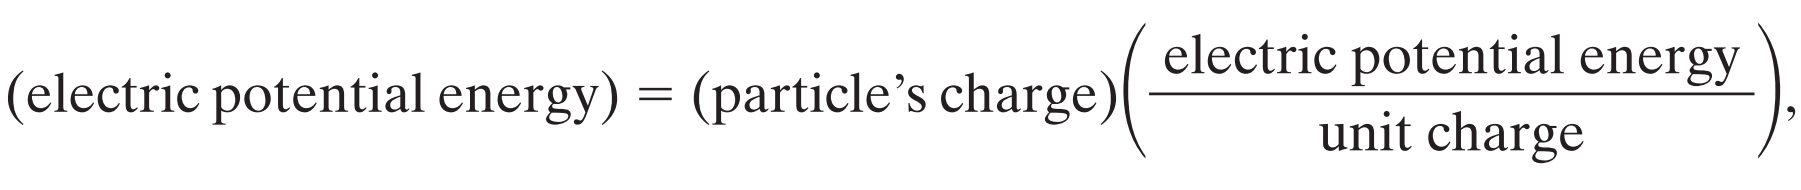 (electric potential energy) = (particle’s charge)(electric potential energy / unit charge),